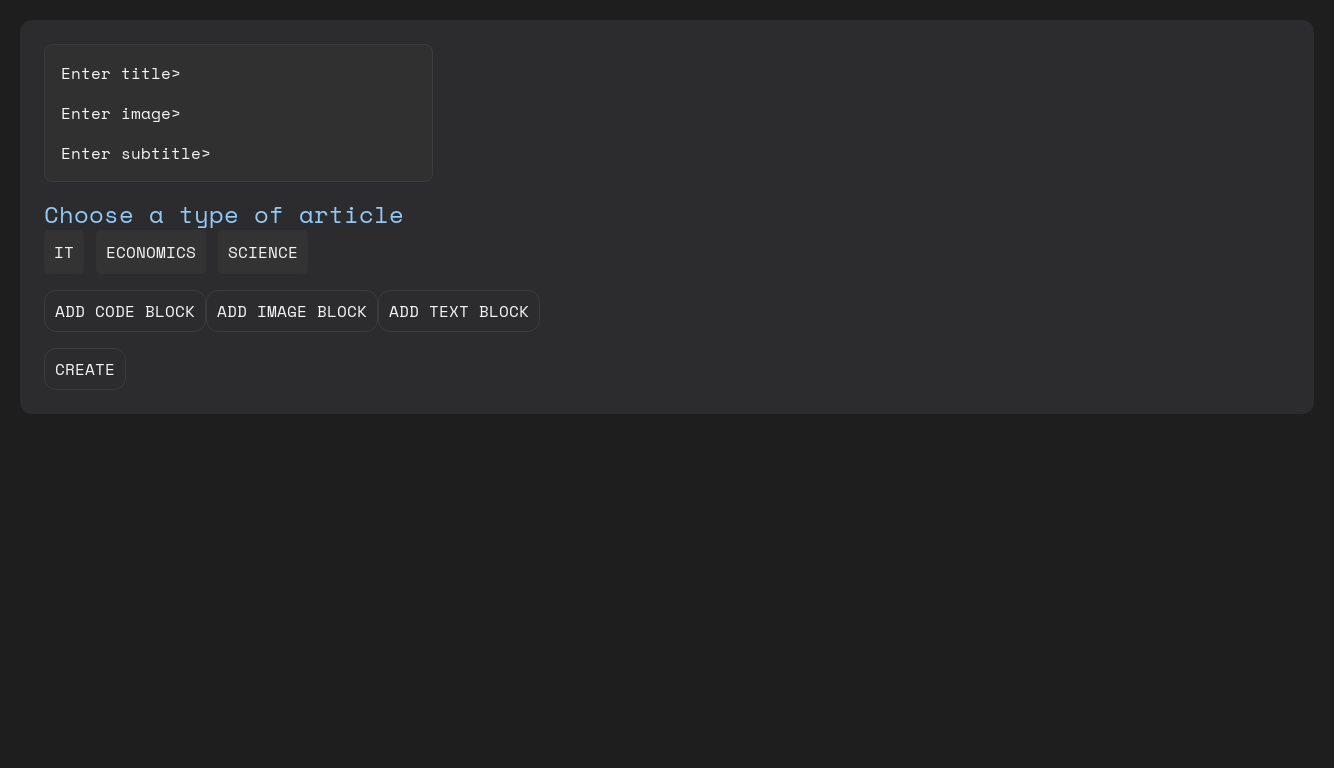 Enter title>
Enter image>
Enter subtitle>
Choose a type of article
IT ECONOMICS SCIENCE
ADD CODE BLOCK ADD IMAGE BLOCK ADD TEXT BLOCK
CREATE